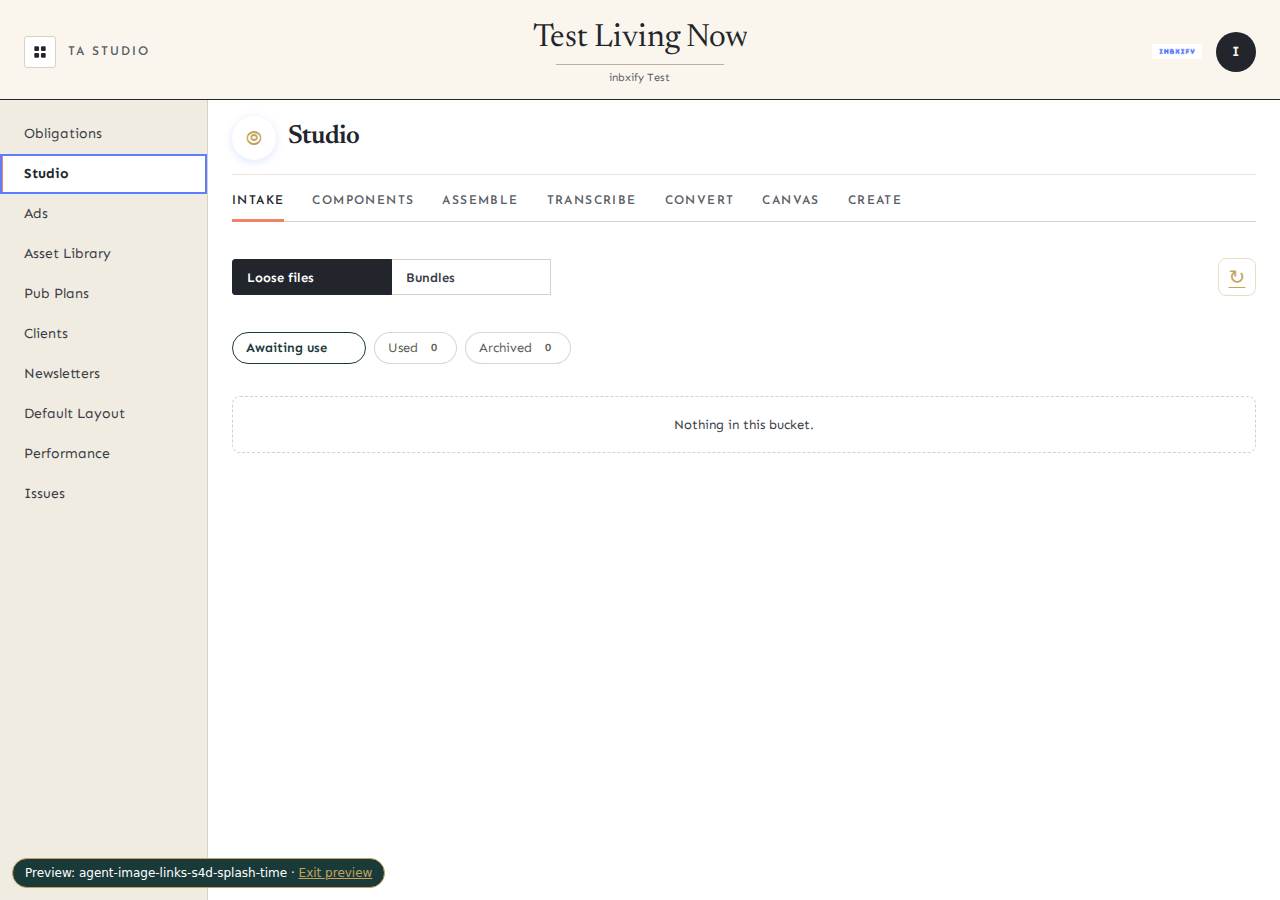 TA STUDIO
Test Living Now
inbxify Test
INBXIFY
I
Obligations
Studio
Ads
Asset Library
Pub Plans
Clients
Newsletters
Default Layout
Performance
Issues
Studio
INTAKE COMPONENTS ASSEMBLE TRANSCRIBE CONVERT CANVAS CREATE
Loose files Bundles
Awaiting use Used 0 Archived 0
Nothing in this bucket.
Preview: agent-image-links-s4d-splash-time · Exit preview